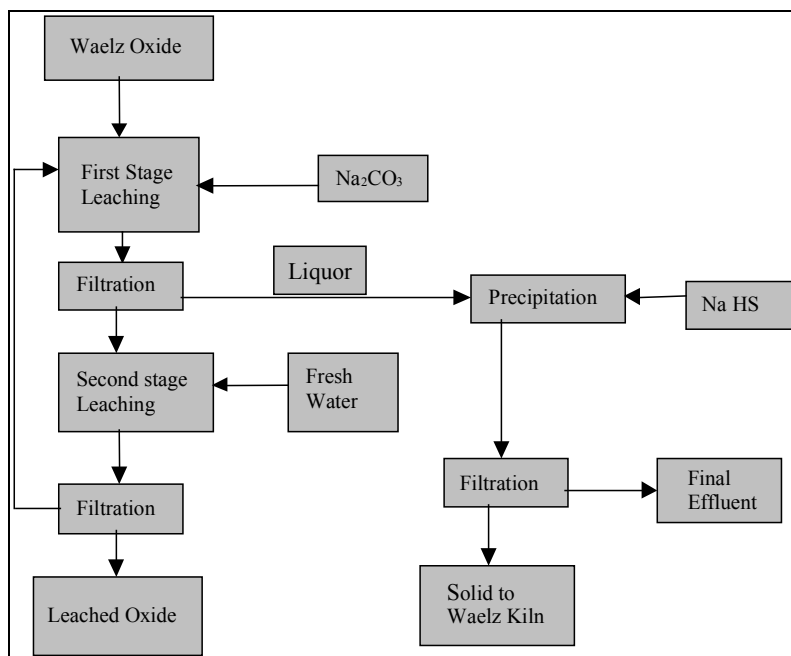 Waelz Oxide
First Stage
Leaching
Na₂CO₃
Filtration
Liquor
Precipitation
Na HS
Second stage
Leaching
Fresh
Water
Filtration
Filtration
Final
Effluent
Leached Oxide
Solid to
Waelz Kiln